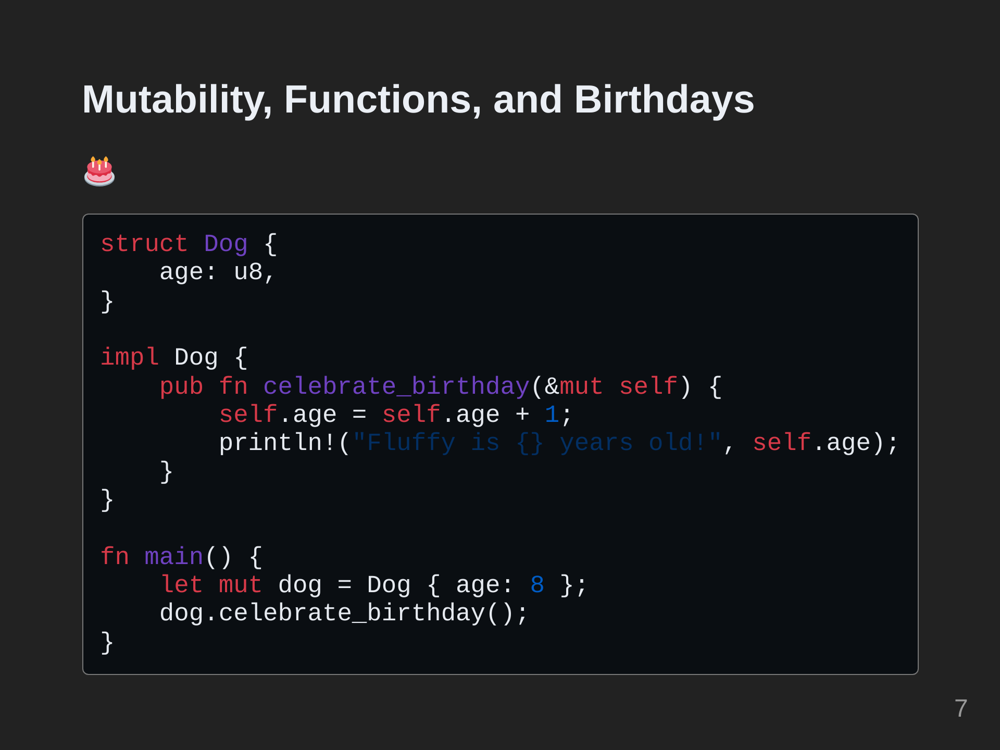 Mutability, Functions, and Birthdays
🎂
struct Dog {
    age: u8,
}

impl Dog {
    pub fn celebrate_birthday(&mut self) {
        self.age = self.age + 1;
        println!("Fluffy is {} years old!", self.age);
    }
}

fn main() {
    let mut dog = Dog { age: 8 };
    dog.celebrate_birthday();
}
7